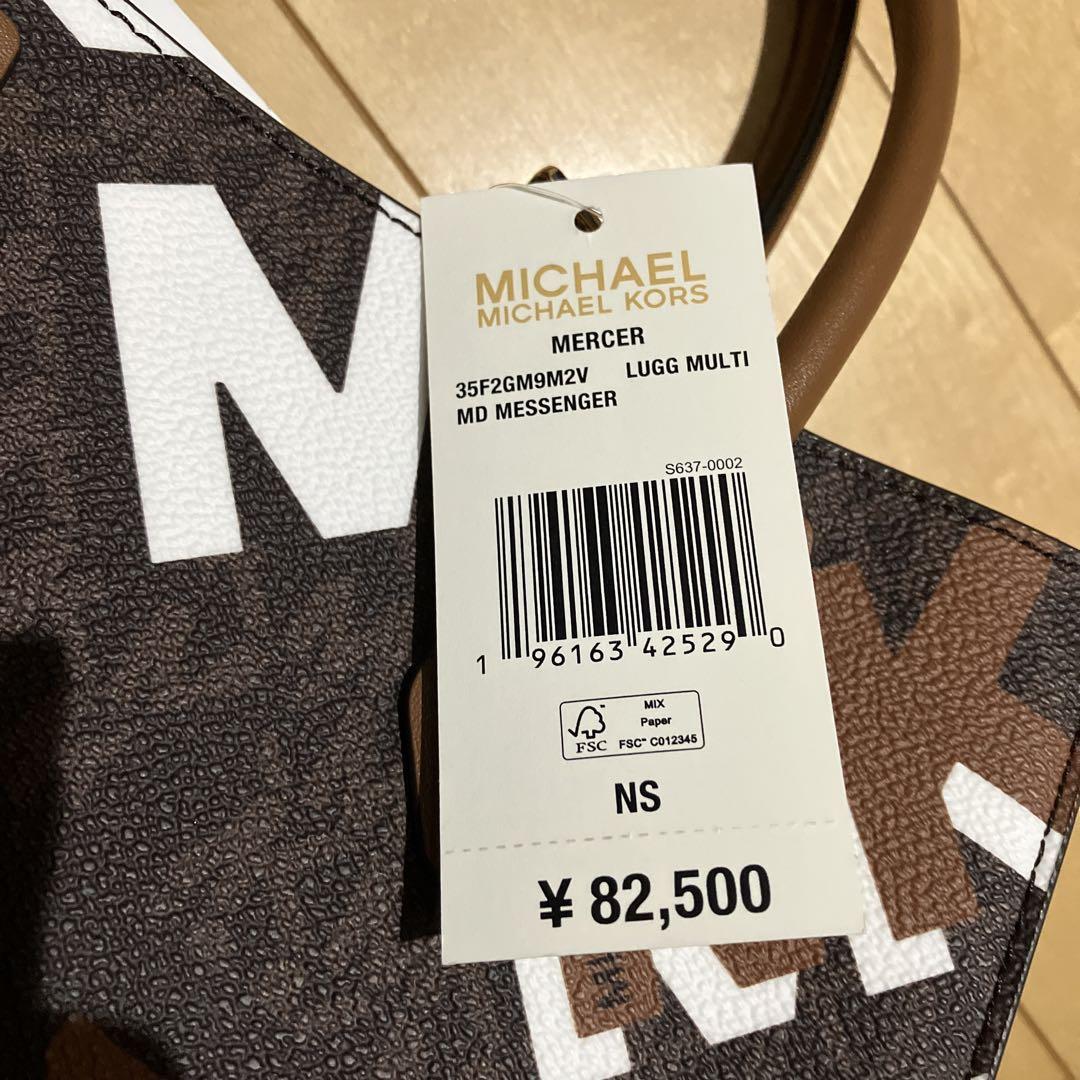 M
MICHAEL
MICHAEL KORS
MERCER
35F2GM9M2V LUGG MULTI
MD MESSENGER
S637-0002
1 96163 42529 0
FSC
MIX
Paper
FSC™ C012345
NS
¥ 82,500
MK